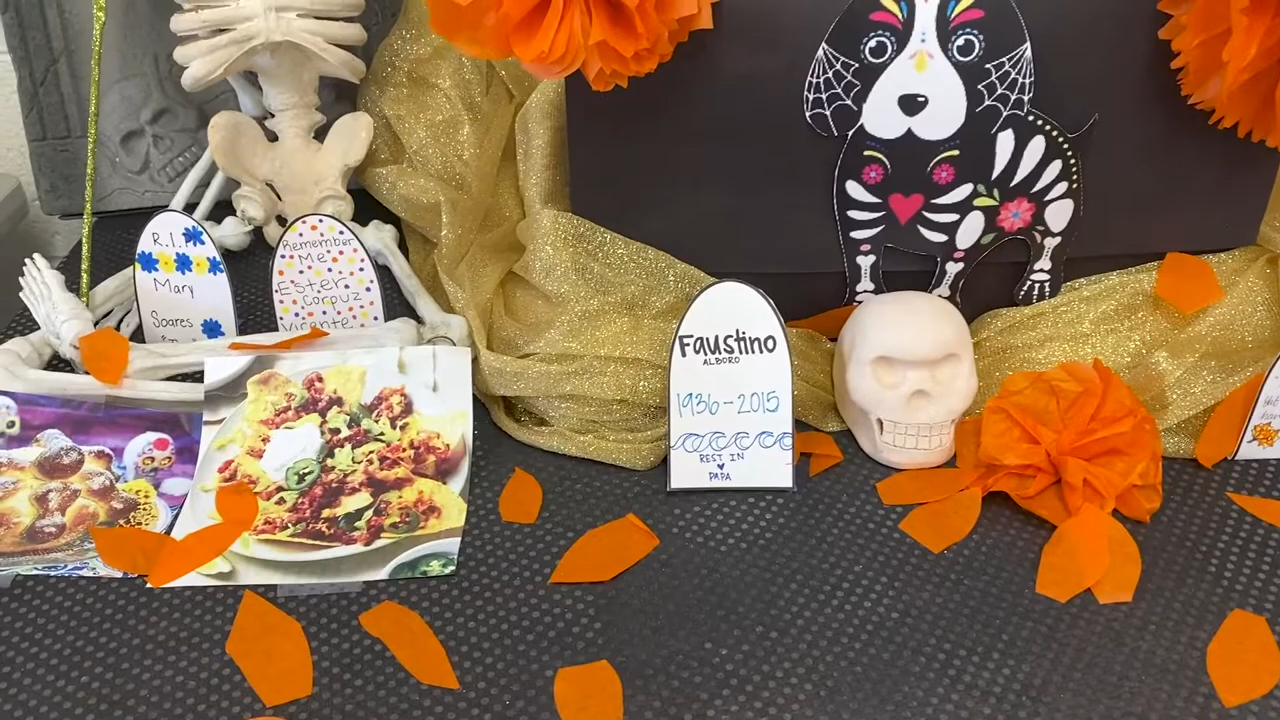 R.I.P
Mary
Soares
Remember
Me
Ester
Corpuz
Vicente
Faustino
ALBORO
1936-2015
REST IN
PAPA